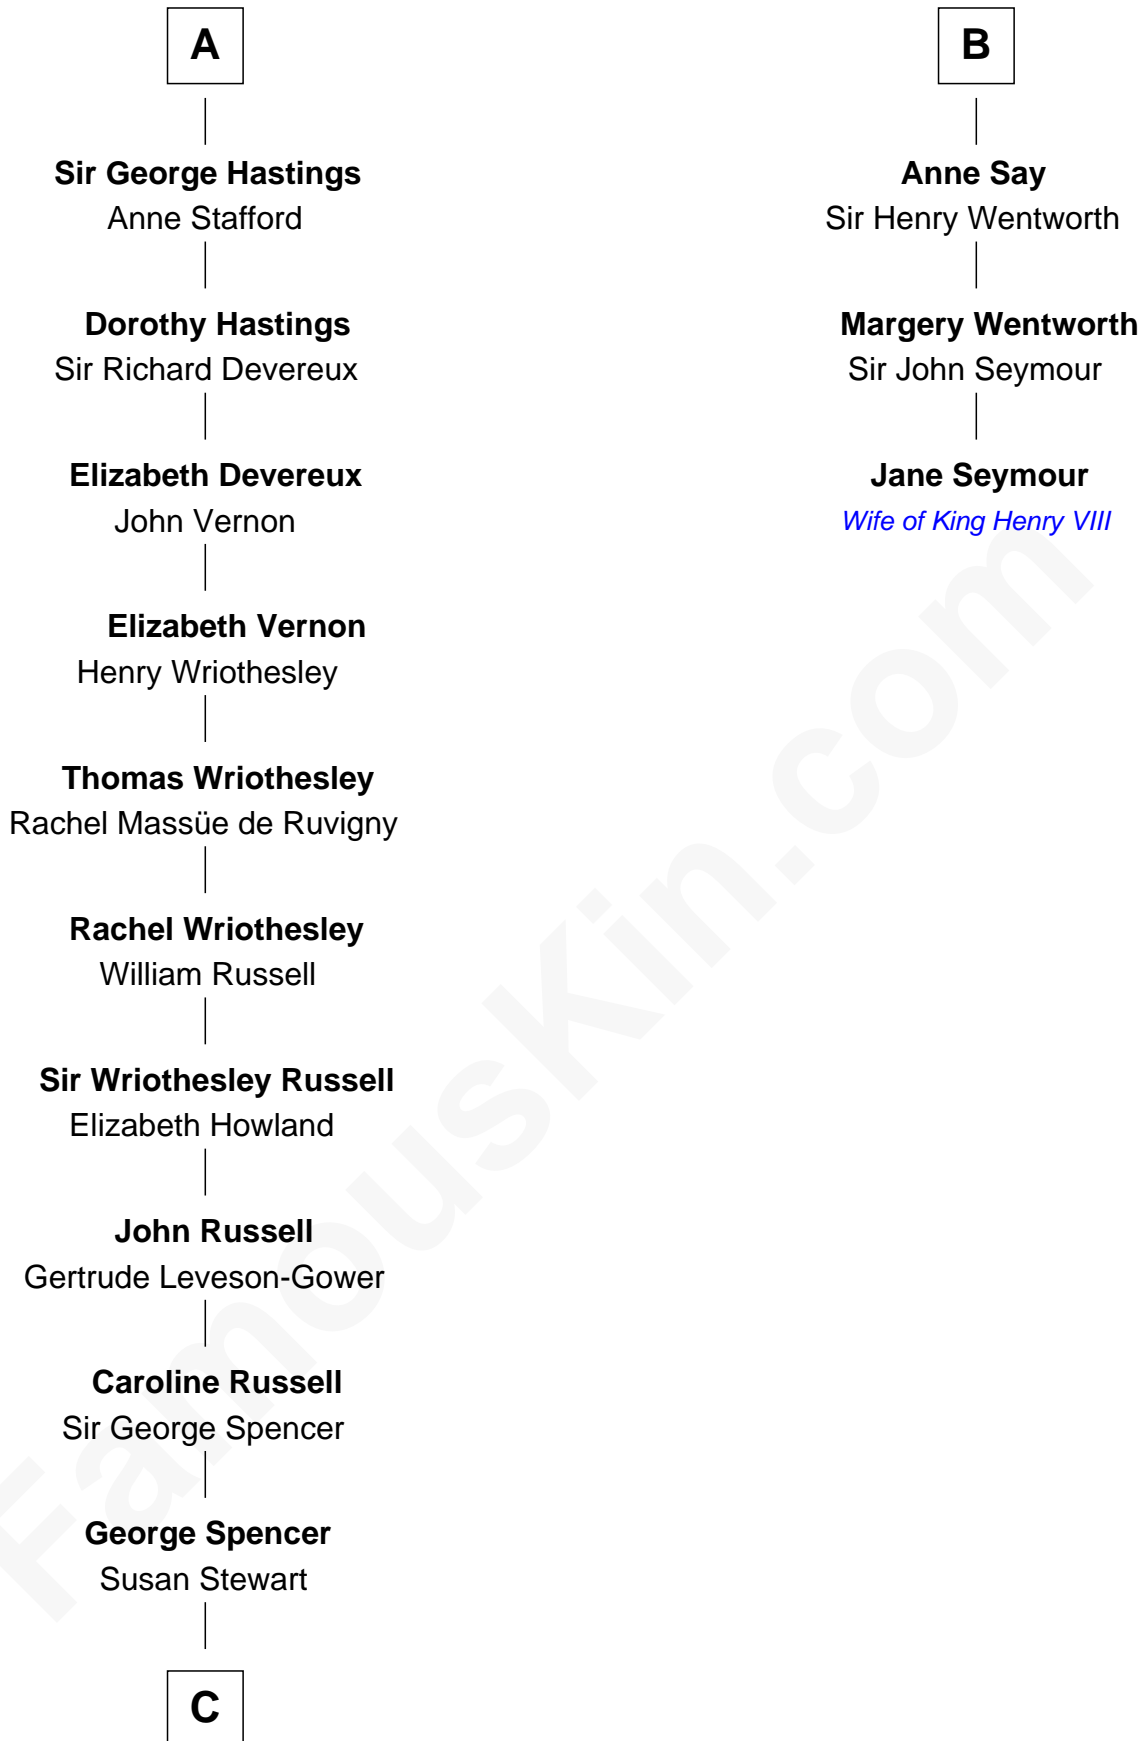 A
Sir George Hastings
Anne Stafford
Dorothy Hastings
Sir Richard Devereux
Elizabeth Devereux
John Vernon
Elizabeth Vernon
Henry Wriothesley
Thomas Wriothesley
Rachel Massüe de Ruvigny
Rachel Wriothesley
William Russell
Sir Wriothesley Russell
Elizabeth Howland
John Russell
Gertrude Leveson-Gower
Caroline Russell
Sir George Spencer
George Spencer
Susan Stewart
C
B
Anne Say
Sir Henry Wentworth
Margery Wentworth
Sir John Seymour
Jane Seymour
Wife of King Henry VIII
FamousKin.com